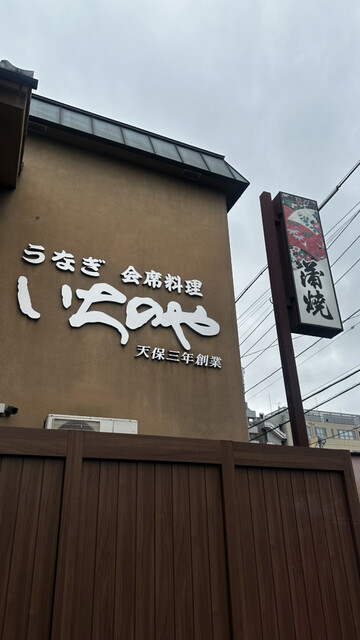 うなぎ 会席料理
いちのや
天保三年創業
蒲焼